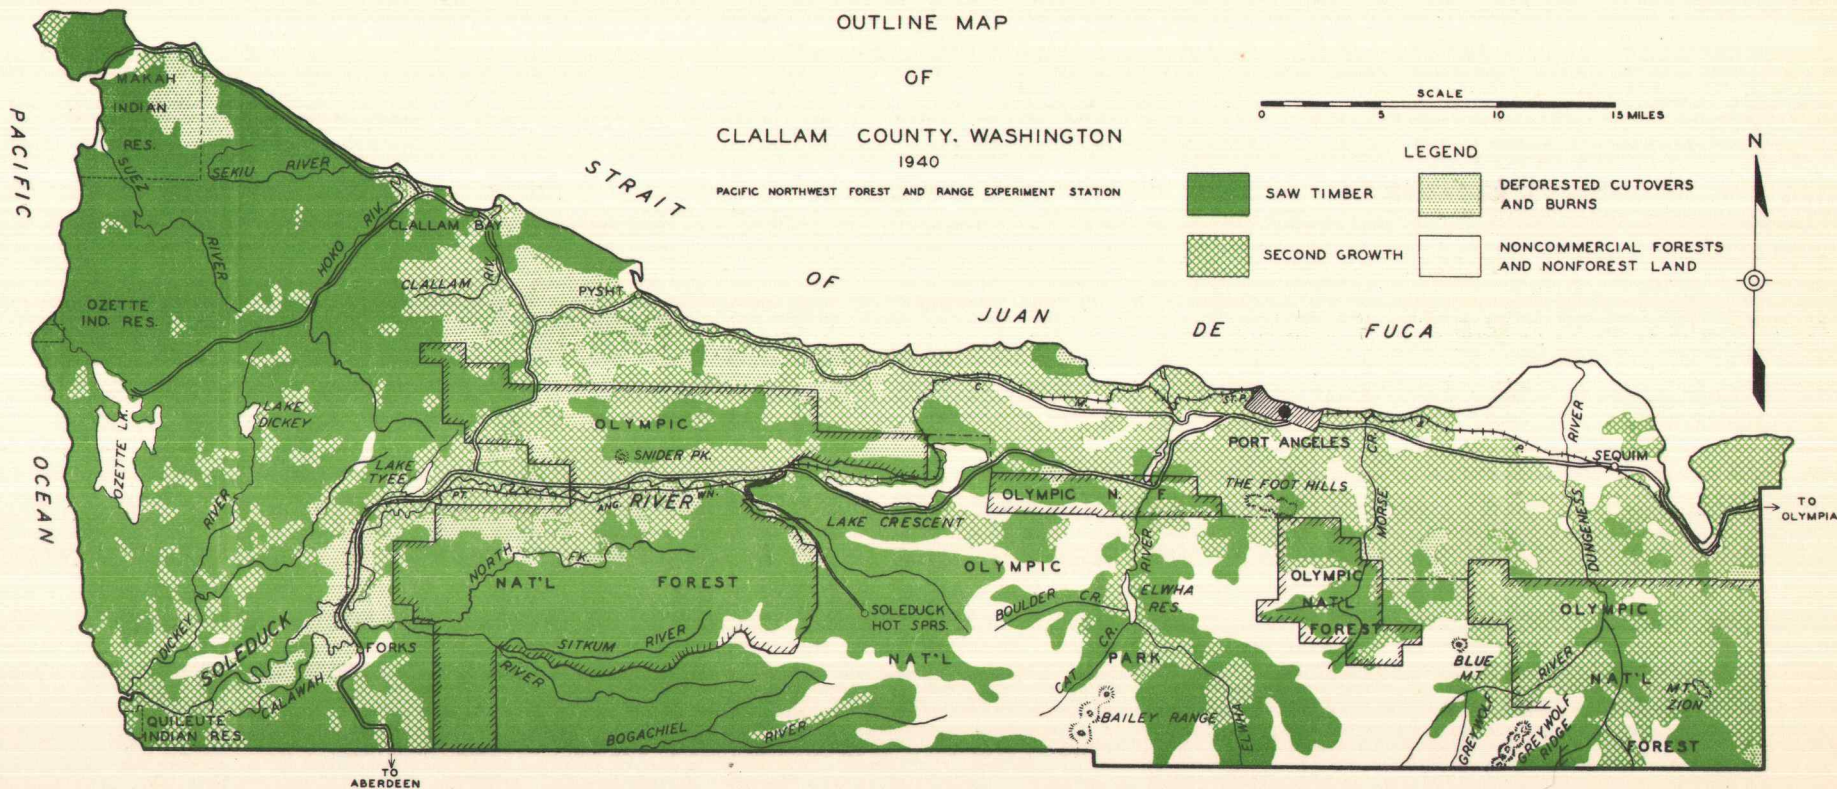 OUTLINE MAP
OF
CLALLAM COUNTY. WASHINGTON
1940
PACIFIC NORTHWEST FOREST AND RANGE EXPERIMENT STATION
SCALE
0 5 10 15 MILES
LEGEND
SAW TIMBER
DEFORESTED CUTOVERS
AND BURNS
SECOND GROWTH
NONCOMMERCIAL FORESTS
AND NONFOREST LAND
N
PACIFIC
OCEAN
STRAIT
OF
JUAN
DE
FUCA
MAKAH
INDIAN
RES.
SUEZ
RIVER
SEKIU RIVER
HOKO RIV.
CLALLAM BAY
CLALLAM RIV.
PYSHT
OZETTE
IND. RES.
OZETTE LK.
LAKE
DICKEY
LAKE
TYEE
DICKEY
RIVER
OLYMPIC
SNIDER PK.
PT.
ANG.
WN.
SOLEDUCK
RIVER
NORTH FK.
NAT'L FOREST
SITKUM RIVER
FORKS
CALAWAH
RIVER
QUILEUTE
INDIAN RES.
BOGACHIEL
RIVER
TO
ABERDEEN
LAKE CRESCENT
SOLEDUCK
HOT SPRS.
OLYMPIC
NAT'L
PARK
BOULDER CR.
CAT CR.
BAILEY RANGE
ELWHA
RIVER
ELWHA
RES.
OLYMPIC N. F.
C.
M.
ST.P.
&
P.
PORT ANGELES
THE FOOT HILLS
MORSE
CR.
OLYMPIC
NAT'L
FOREST
BLUE
MT.
SEQUIM
DUNGENESS
RIVER
TO
OLYMPIA
OLYMPIC
NAT'L
FOREST
RIVER
MT.
ZION
GREYWOLF
GREYWOLF
RIDGE